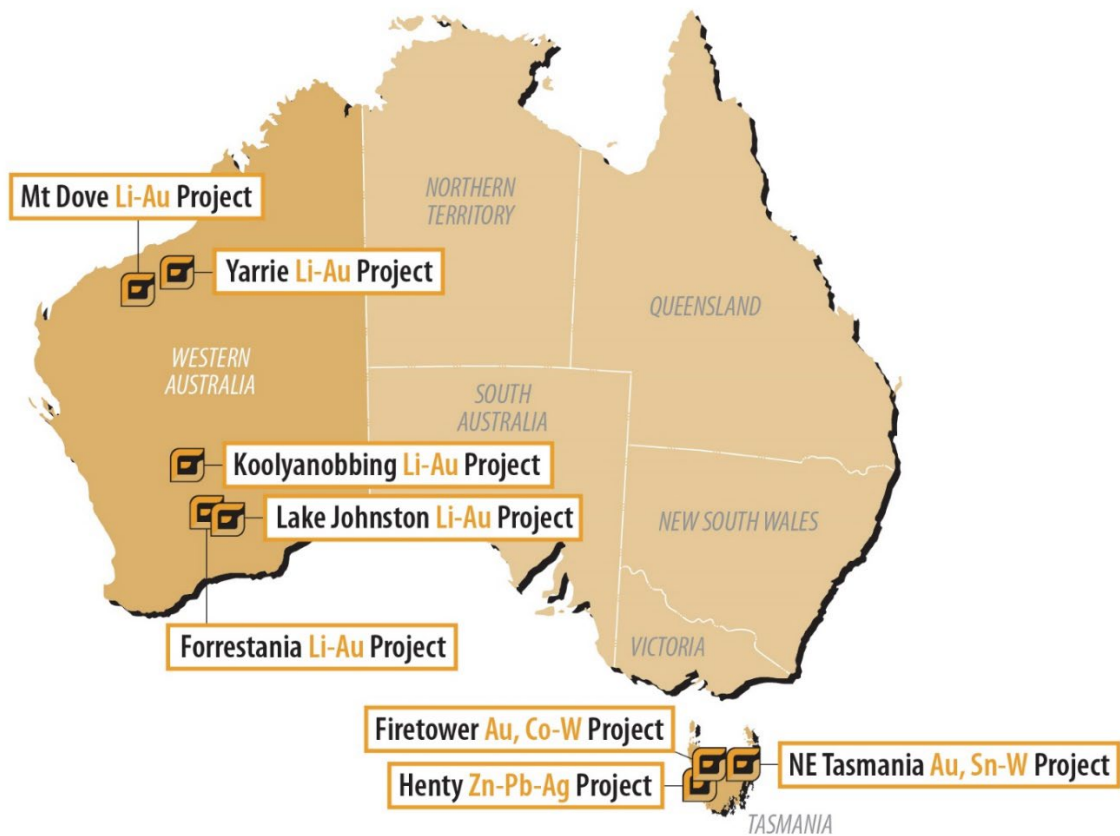 NORTHERN
TERRITORY
Mt Dove Li-Au Project
Yarrie Li-Au Project
QUEENSLAND
WESTERN
AUSTRALIA
SOUTH
AUSTRALIA
Koolyanobbing Li-Au Project
Lake Johnston Li-Au Project
NEW SOUTH WALES
Forrestania Li-Au Project
VICTORIA
Firetower Au, Co-W Project
NE Tasmania Au, Sn-W Project
Henty Zn-Pb-Ag Project
TASMANIA